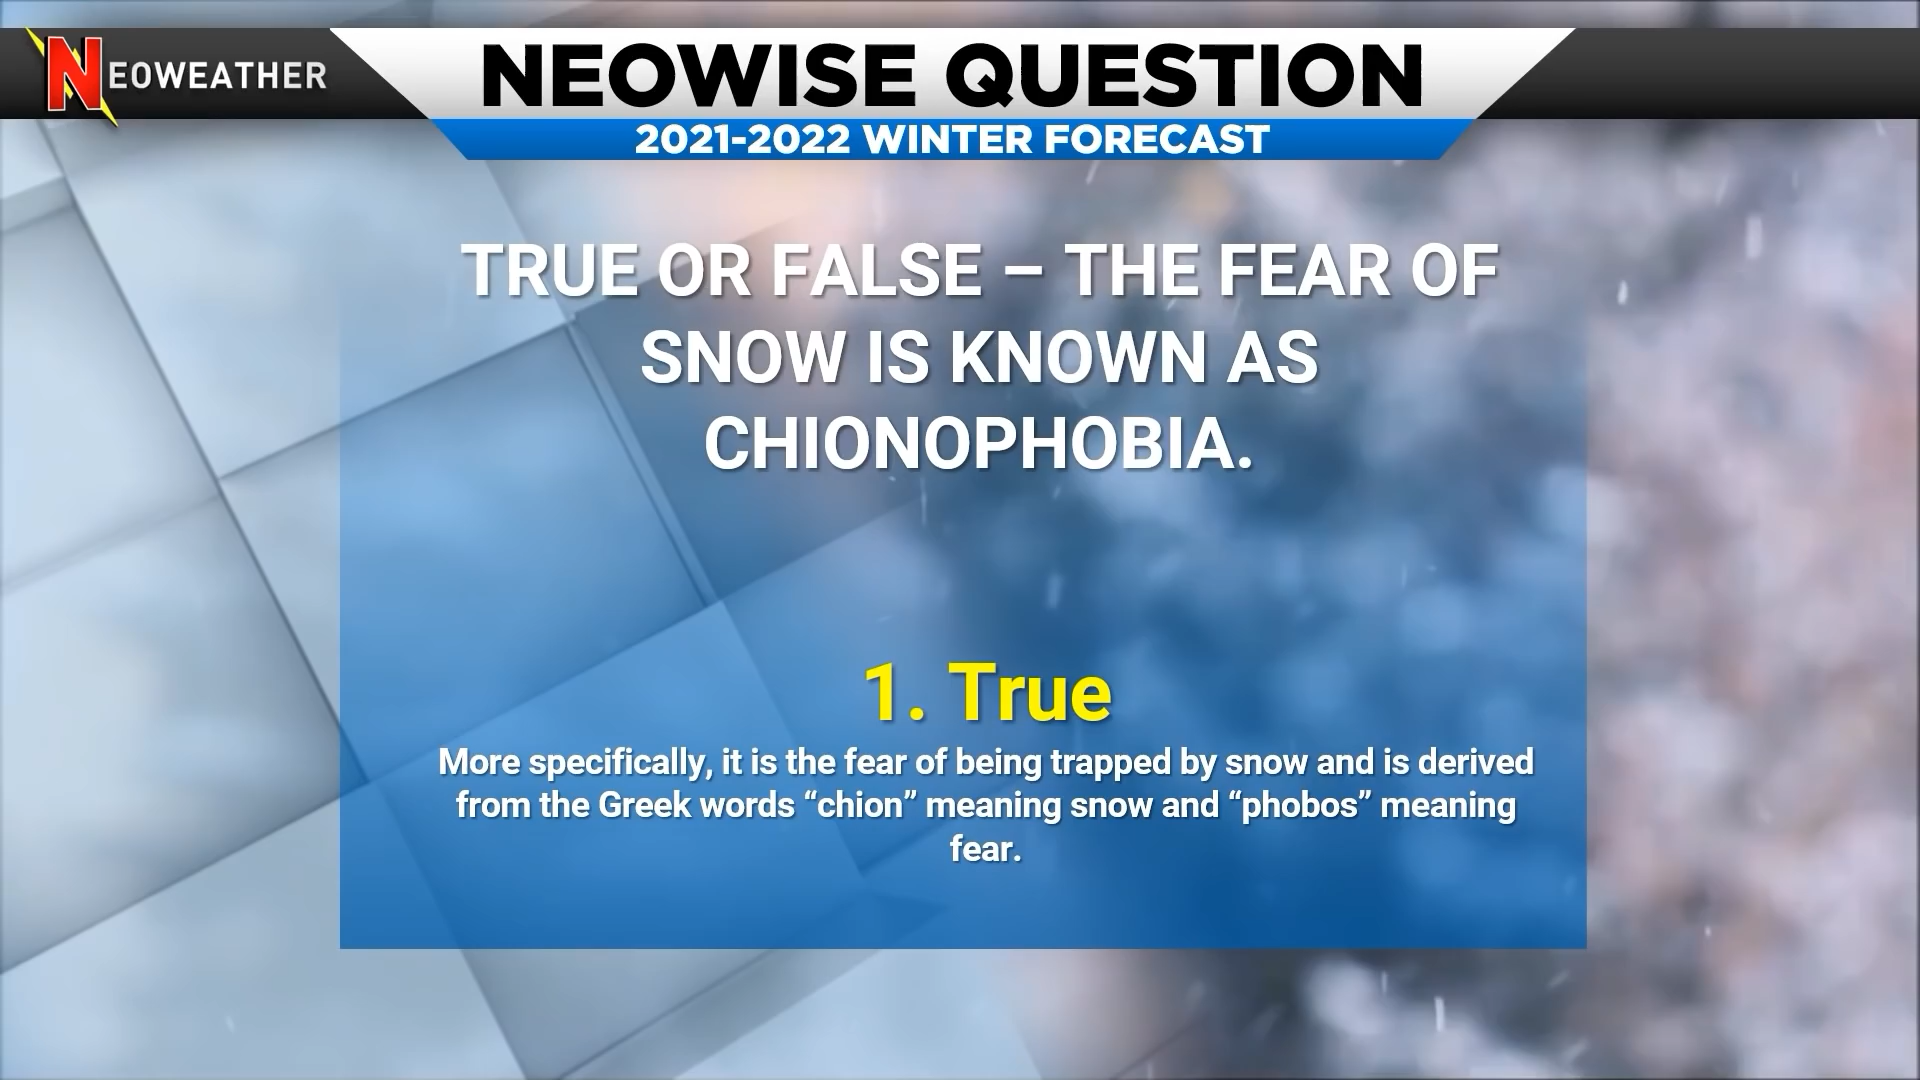 NEOWEATHER
NEOWISE QUESTION
2021-2022 WINTER FORECAST
TRUE OR FALSE – THE FEAR OF
SNOW IS KNOWN AS
CHIONOPHOBIA.
1. True
More specifically, it is the fear of being trapped by snow and is derived
from the Greek words “chion” meaning snow and “phobos” meaning
fear.